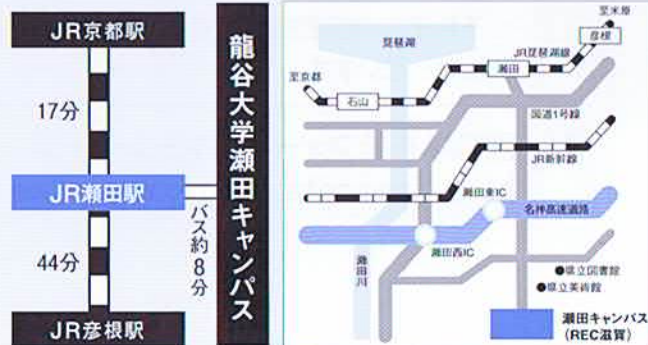 JR京都駅
17分
JR瀬田駅
44分
JR彦根駅
バス約8分
龍谷大学瀬田キャンパス
至米原
彦根
琵琶湖
JR琵琶湖線
瀬田
至京都
石山
国道1号線
JR新幹線
瀬田東IC
名神高速道路
瀬田西IC
瀬田川
●県立図書館
●県立美術館
瀬田キャンパス
(REC滋賀)